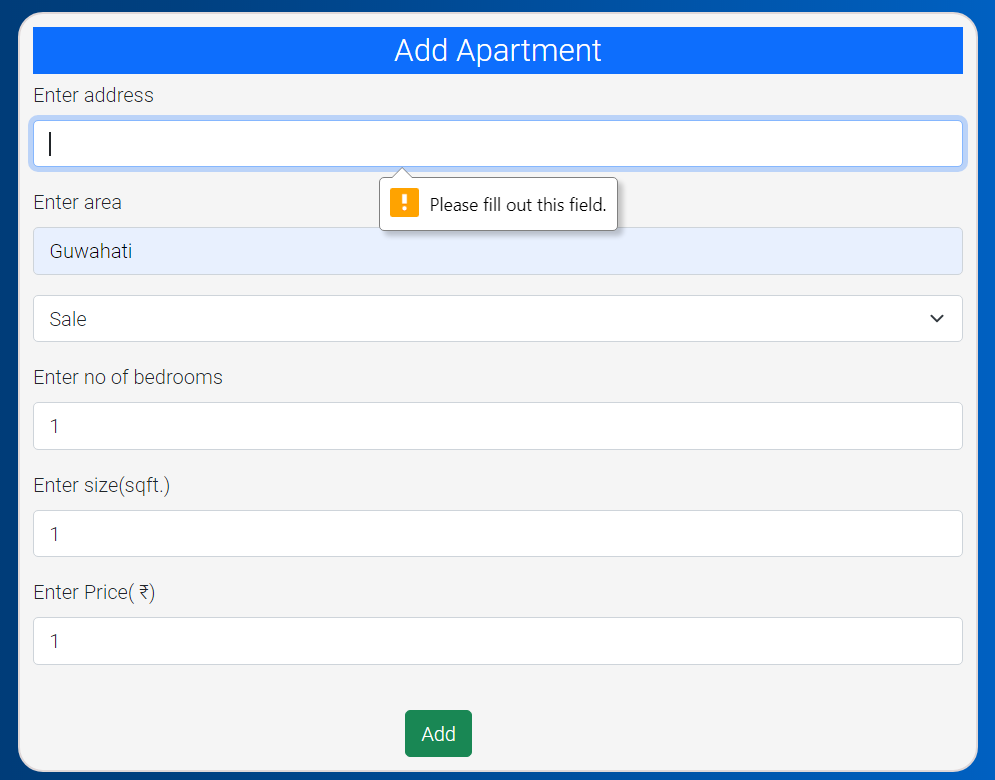 Add Apartment
Enter address
Please fill out this field.
Enter area
Guwahati
Sale
Enter no of bedrooms
1
Enter size(sqft.)
1
Enter Price( ₹)
1
Add